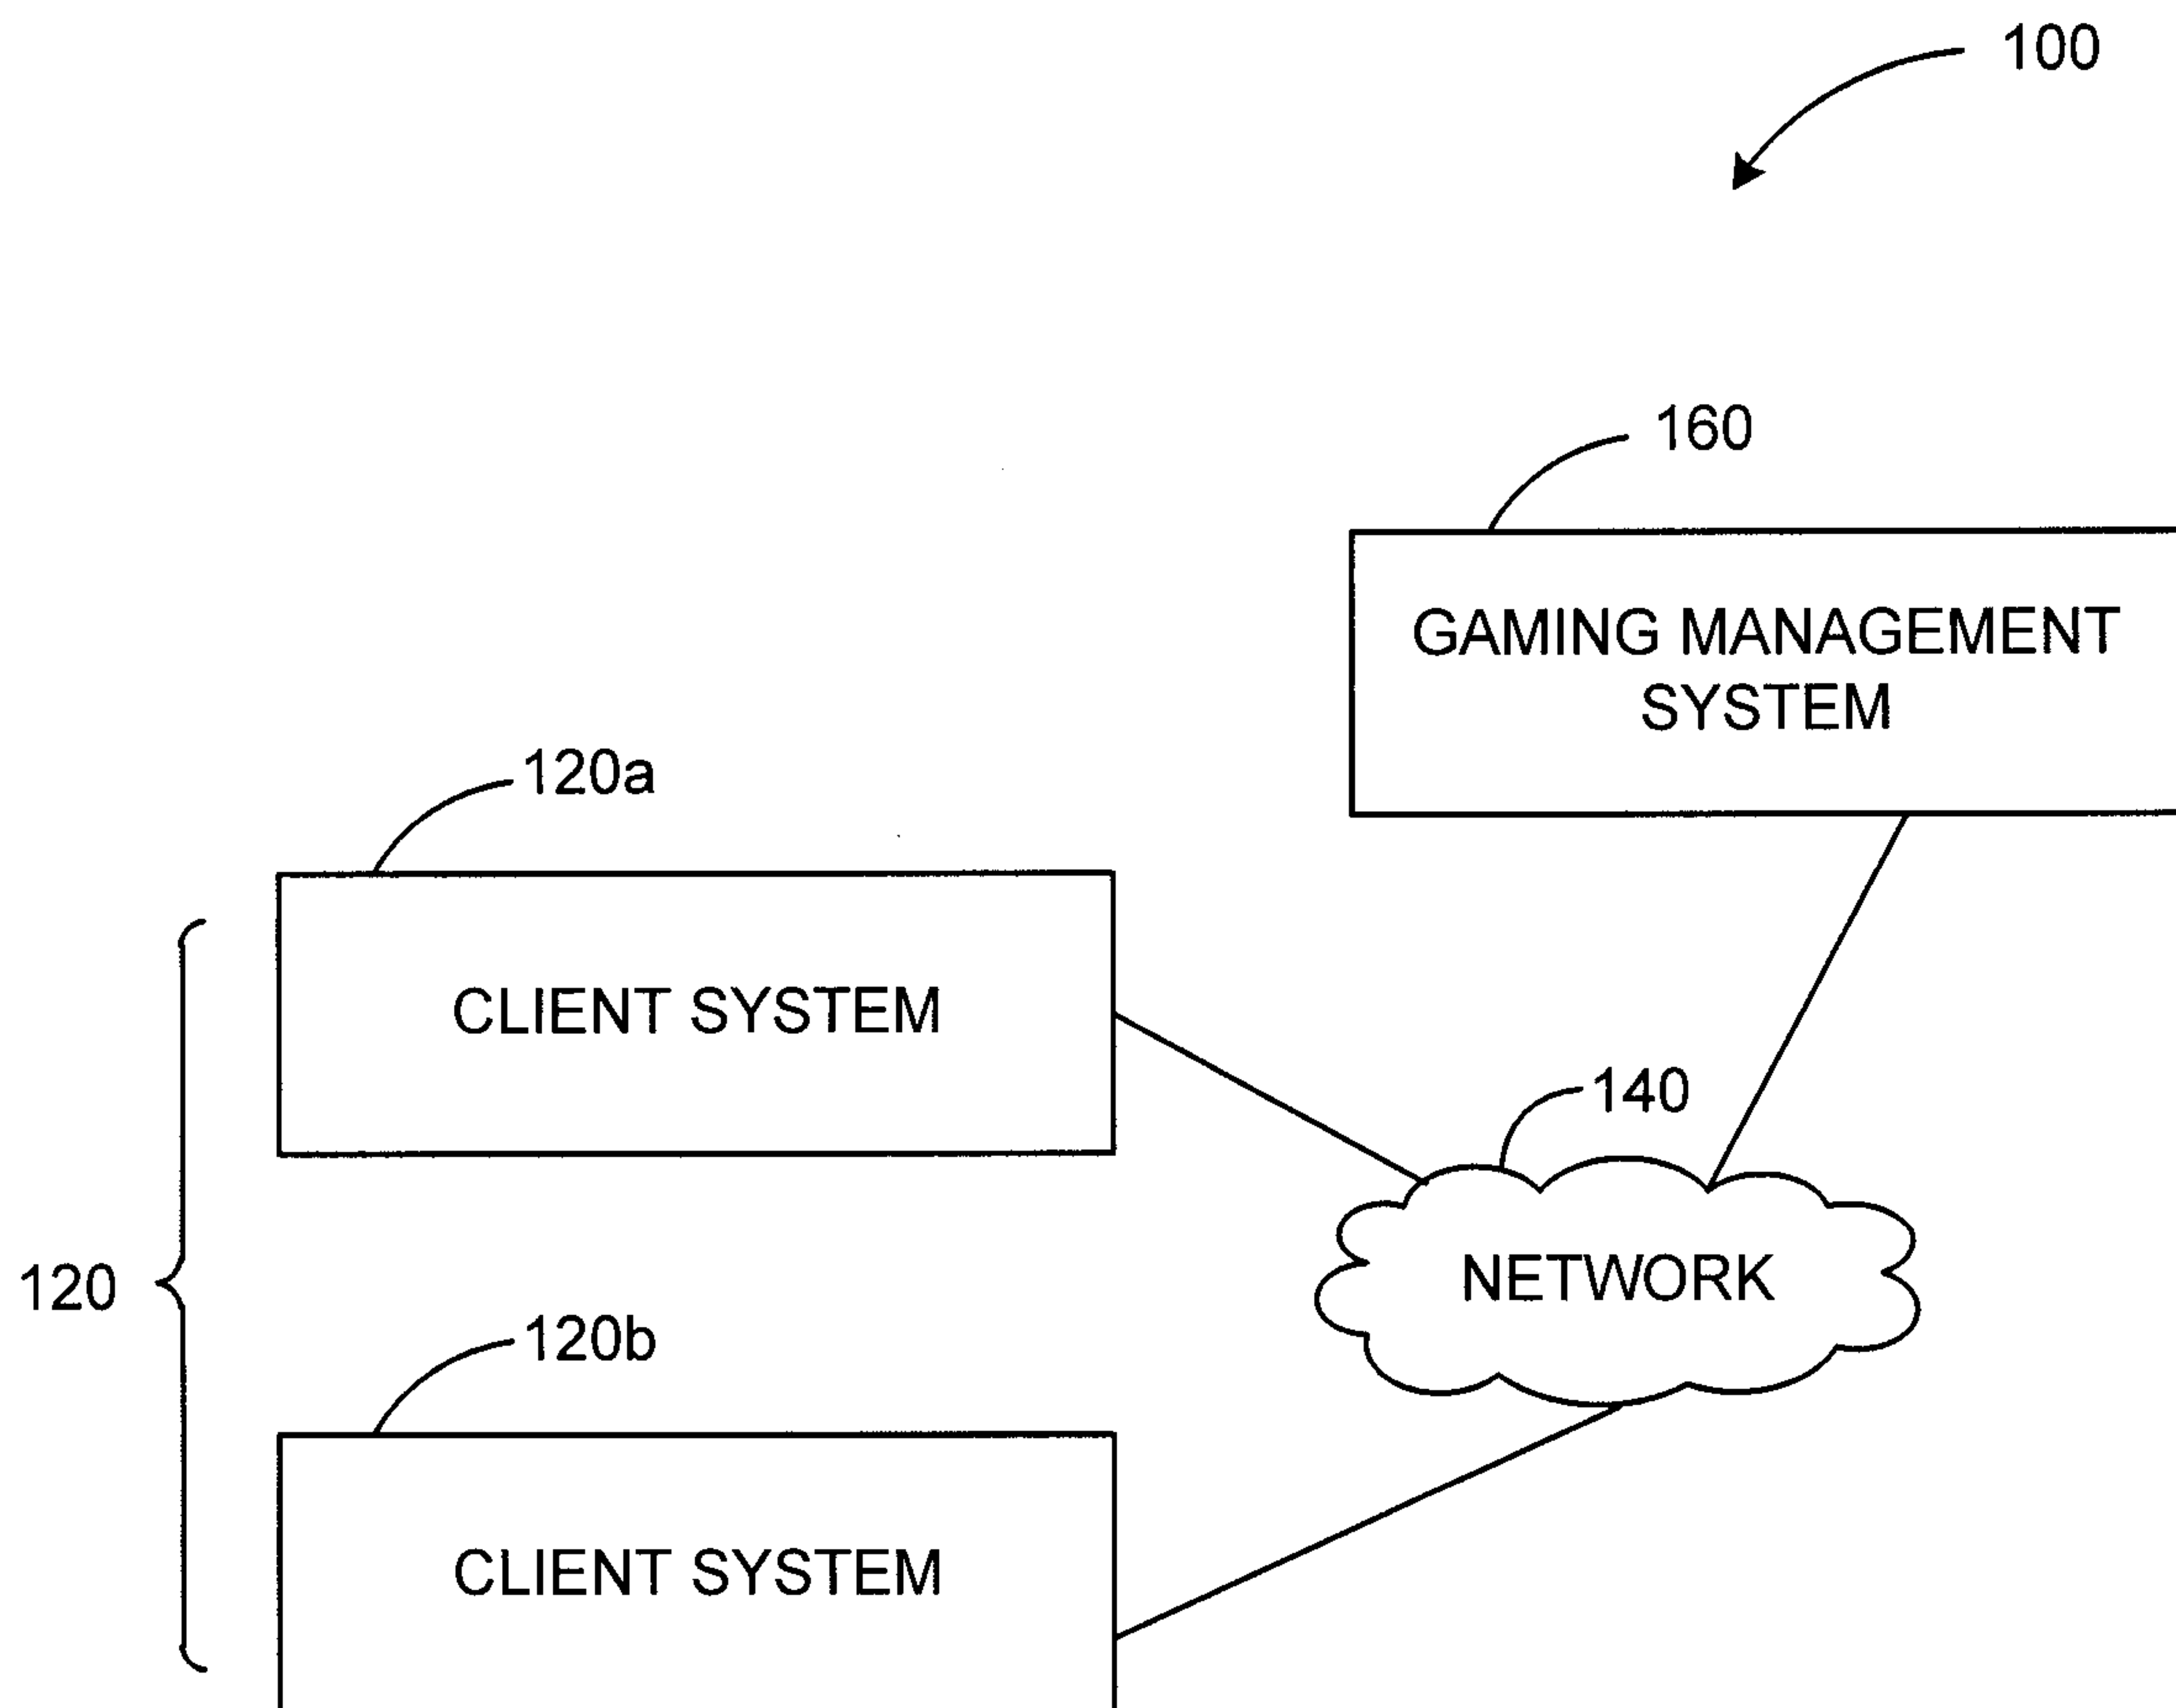 100
160
GAMING MANAGEMENT
SYSTEM
120a
CLIENT SYSTEM
140
NETWORK
120
120b
CLIENT SYSTEM